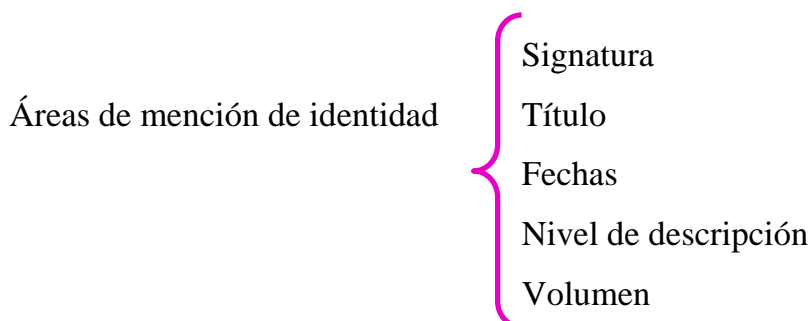 Signatura
Áreas de mención de identidad
Título
Fechas
Nivel de descripción
Volumen